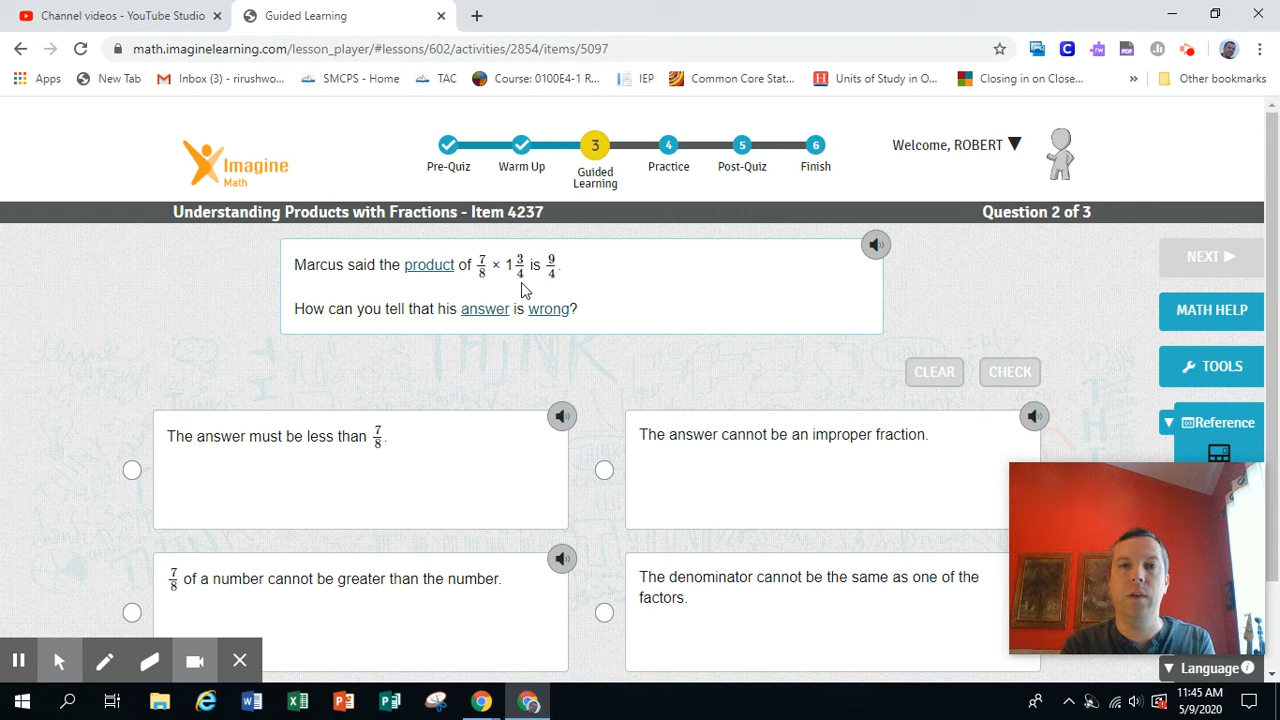 Channel videos - YouTube Studio
Guided Learning
math.imaginelearning.com/lesson_player/#lessons/602/activities/2854/items/5097
Apps
New Tab
Inbox (3) - rirushwo...
SMCPS - Home
TAC
Course: 0100E4-1 R...
IEP
Common Core Stat...
Units of Study in O...
Closing in on Close...
»
Other bookmarks
Imagine
Math
3
4
5
6
Pre-Quiz
Warm Up
Guided
Learning
Practice
Post-Quiz
Finish
Welcome, ROBERT
Understanding Products with Fractions - Item 4237
Question 2 of 3
Marcus said the product of 7/8 × 1 3/4 is 9/4.
How can you tell that his answer is wrong?
NEXT
MATH HELP
TOOLS
Reference
CLEAR
CHECK
The answer must be less than 7/8.
The answer cannot be an improper fraction.
7/8 of a number cannot be greater than the number.
The denominator cannot be the same as one of the
factors.
Language
11:45 AM
5/9/2020